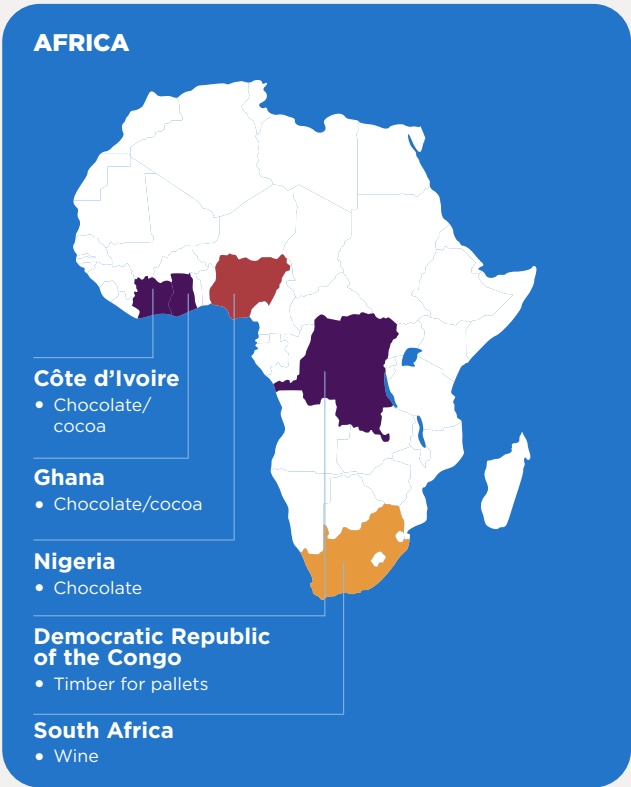 AFRICA
Côte d’Ivoire
• Chocolate/
cocoa
Ghana
• Chocolate/cocoa
Nigeria
• Chocolate
Democratic Republic
of the Congo
• Timber for pallets
South Africa
• Wine